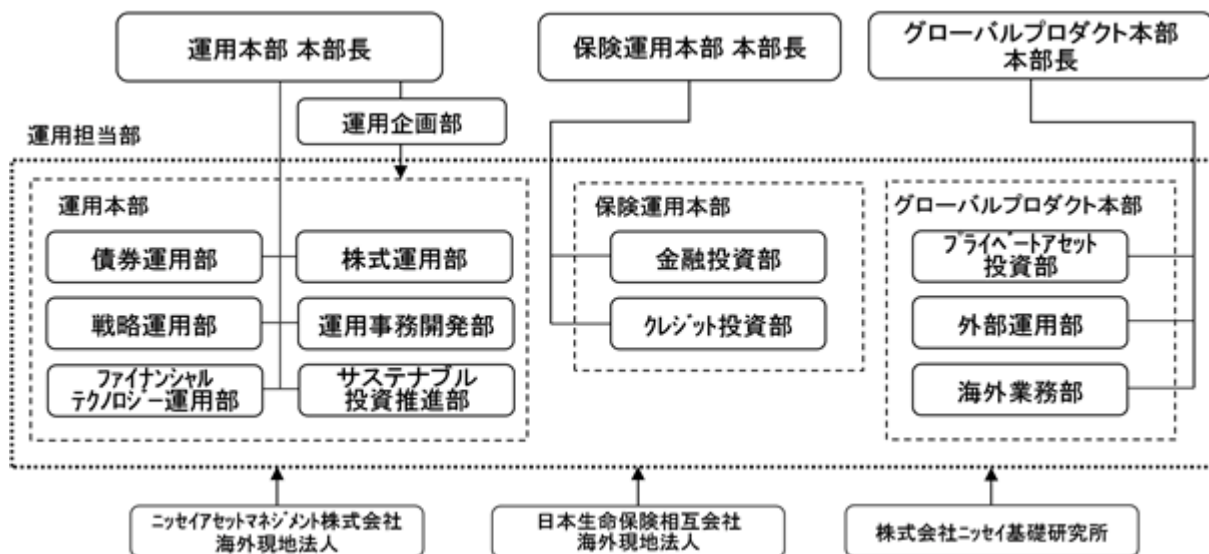 運用本部 本部長
保険運用本部 本部長
グローバルプロダクト本部
本部長
運用企画部
運用担当部
運用本部
債券運用部
株式運用部
戦略運用部
運用事務開発部
ファイナンシャル
テクノロジー運用部
サステナブル
投資推進部
保険運用本部
金融投資部
クレジット投資部
グローバルプロダクト本部
プライベートアセット
投資部
外部運用部
海外業務部
ニッセイアセットマネジメント株式会社
海外現地法人
日本生命保険相互会社
海外現地法人
株式会社ニッセイ基礎研究所